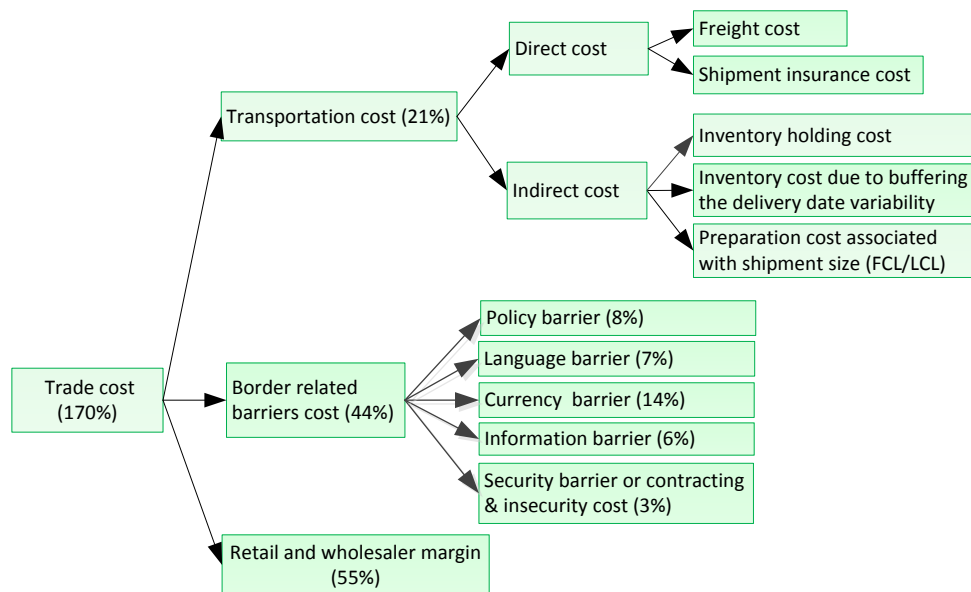 Trade cost
(170%)
Transportation cost (21%)
Direct cost
Freight cost
Shipment insurance cost
Indirect cost
Inventory holding cost
Inventory cost due to buffering
the delivery date variability
Preparation cost associated
with shipment size (FCL/LCL)
Border related
barriers cost (44%)
Policy barrier (8%)
Language barrier (7%)
Currency barrier (14%)
Information barrier (6%)
Security barrier or contracting
& insecurity cost (3%)
Retail and wholesaler margin
(55%)